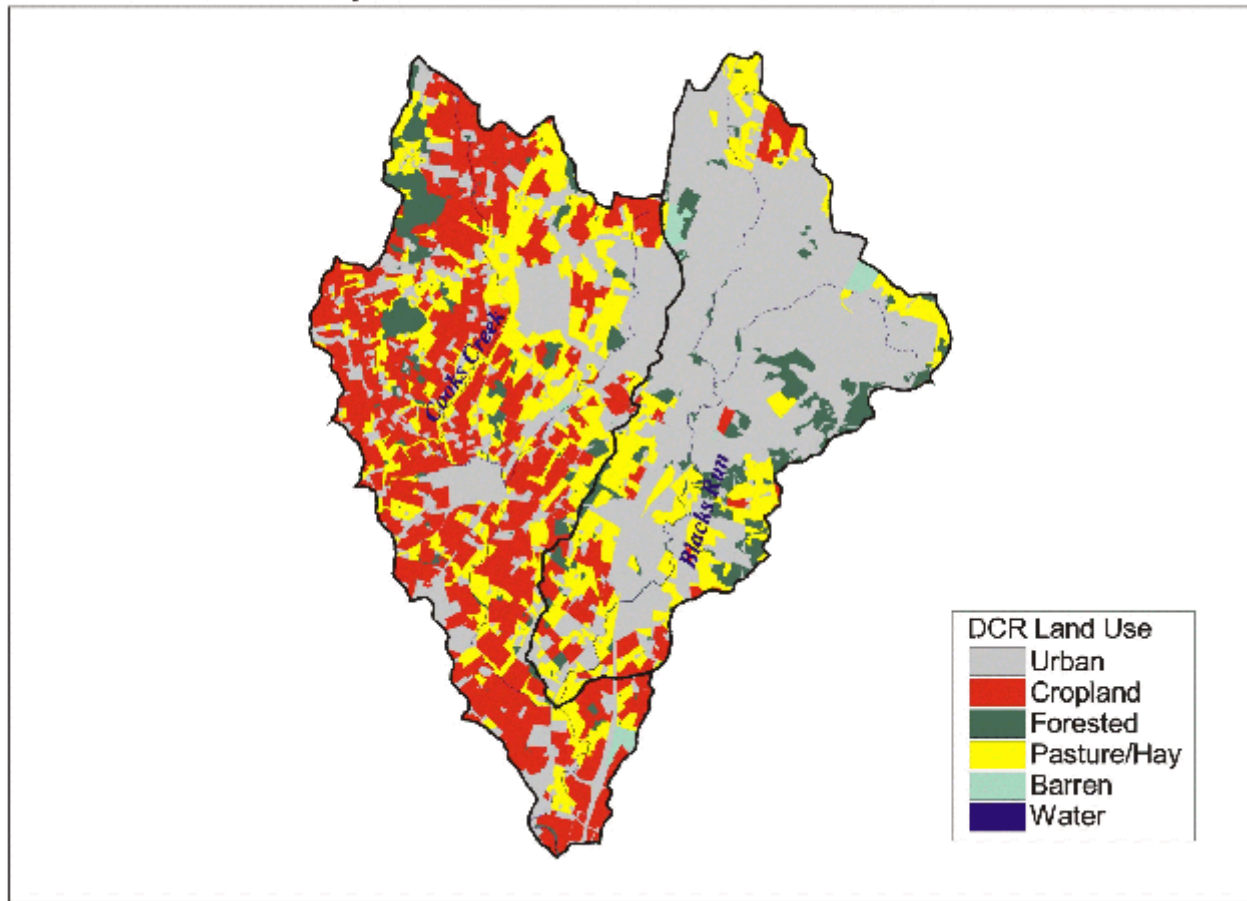 Cooks Creek
Blacks Run
DCR Land Use
Urban
Cropland
Forested
Pasture/Hay
Barren
Water